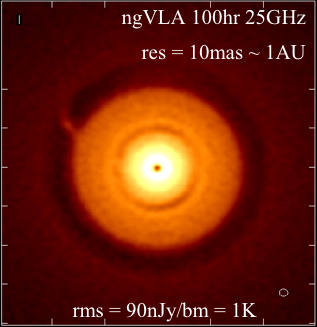 ngVLA 100hr 25GHz
res = 10mas ~ 1AU
rms = 90nJy/bm = 1K